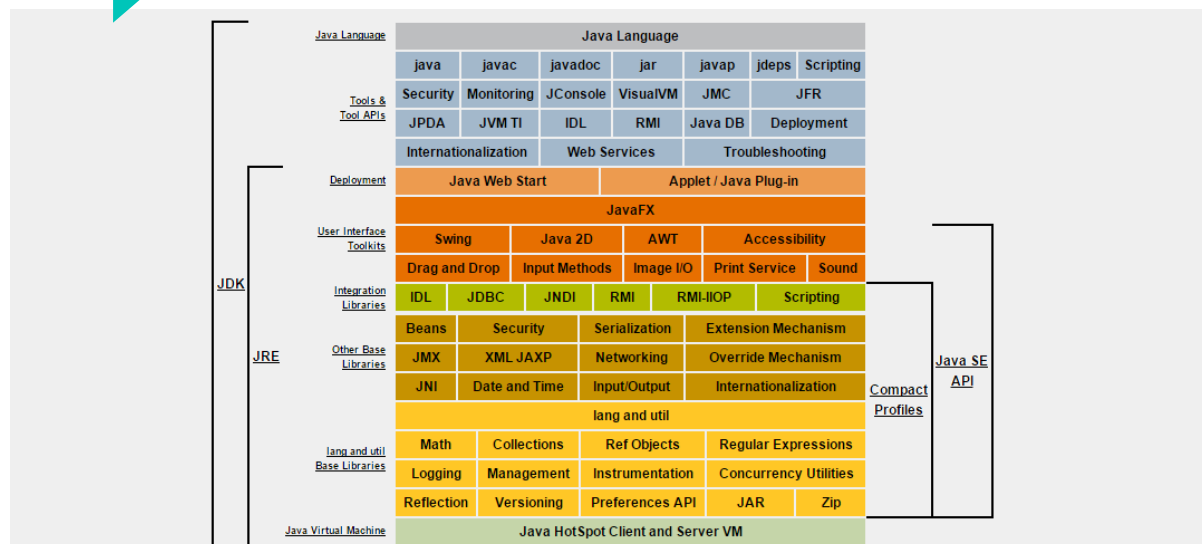 Java Language Java Language
java javac javadoc jar javap jdeps Scripting
Security Monitoring JConsole VisualVM JMC JFR
Tools &
Tool APIs
JPDA JVM TI IDL RMI Java DB Deployment
Internationalization Web Services Troubleshooting
Deployment Java Web Start Applet / Java Plug-in
JavaFX
User Interface
Toolkits
Swing Java 2D AWT Accessibility
Drag and Drop Input Methods Image I/O Print Service Sound
JDK
Integration
Libraries
IDL JDBC JNDI RMI RMI-IIOP Scripting
Beans Security Serialization Extension Mechanism
JRE
Other Base
Libraries
JMX XML JAXP Networking Override Mechanism
Java SE
API
JNI Date and Time Input/Output Internationalization
Compact
Profiles
lang and util
Math Collections Ref Objects Regular Expressions
lang and util
Base Libraries
Logging Management Instrumentation Concurrency Utilities
Reflection Versioning Preferences API JAR Zip
Java Virtual Machine Java HotSpot Client and Server VM